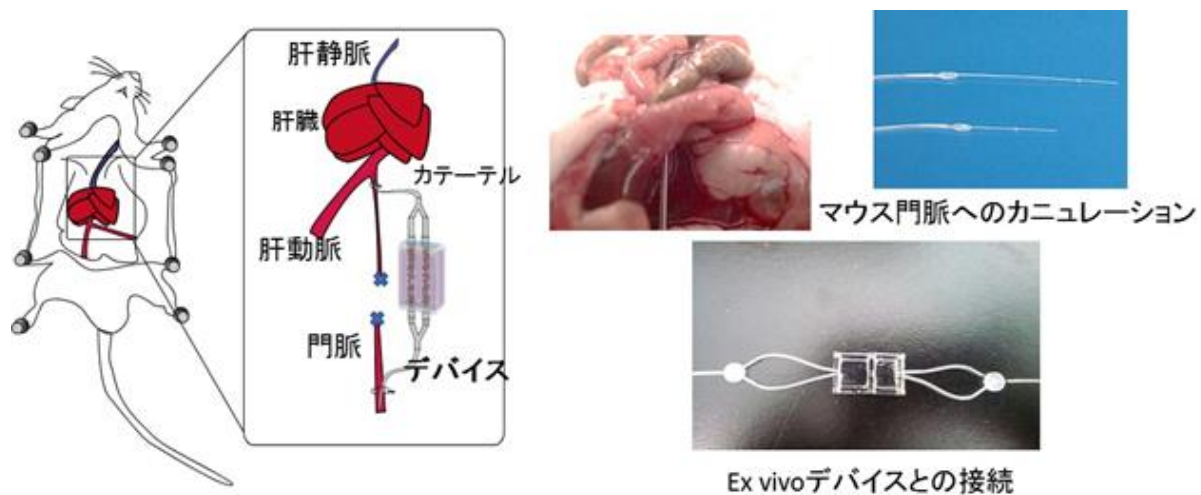 肝静脈
肝臓
カテーテル
肝動脈
門脈
デバイス
マウス門脈へのカニュレーション
Ex vivoデバイスとの接続